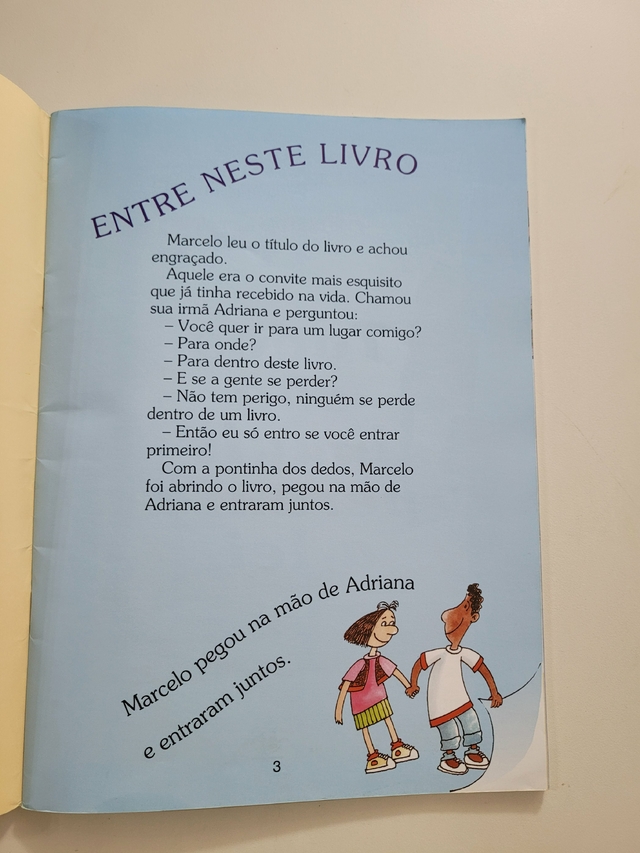 ENTRE NESTE LIVRO
Marcelo leu o título do livro e achou
engraçado.
Aquele era o convite mais esquisito
que já tinha recebido na vida. Chamou
sua irmã Adriana e perguntou:
– Você quer ir para um lugar comigo?
– Para onde?
– Para dentro deste livro.
– E se a gente se perder?
– Não tem perigo, ninguém se perde
dentro de um livro.
– Então eu só entro se você entrar
primeiro!
Com a pontinha dos dedos, Marcelo
foi abrindo o livro, pegou na mão de
Adriana e entraram juntos.
Marcelo pegou na mão de Adriana
e entraram juntos.
3